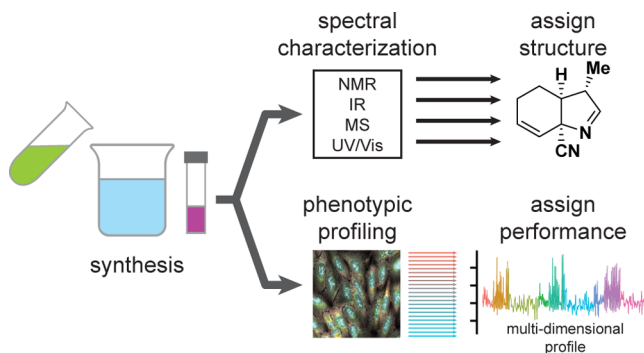 synthesis
spectral
characterization
NMR
IR
MS
UV/Vis
assign
structure
H
Me
N
CN
phenotypic
profiling
assign
performance
multi-dimensional
profile